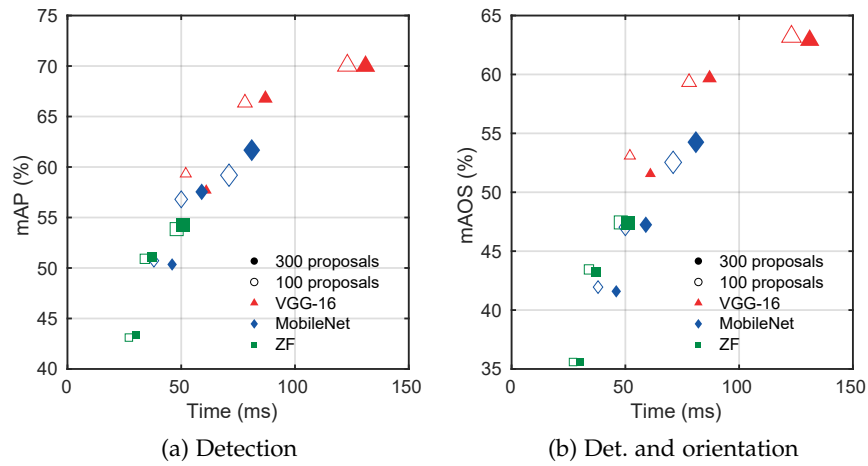 70
65
60
55
50
45
40
mAP (%)
0 50 100 150
Time (ms)
300 proposals
100 proposals
VGG-16
MobileNet
ZF
(a) Detection
65
60
55
50
45
40
35
mAOS (%)
0 50 100 150
Time (ms)
300 proposals
100 proposals
VGG-16
MobileNet
ZF
(b) Det. and orientation